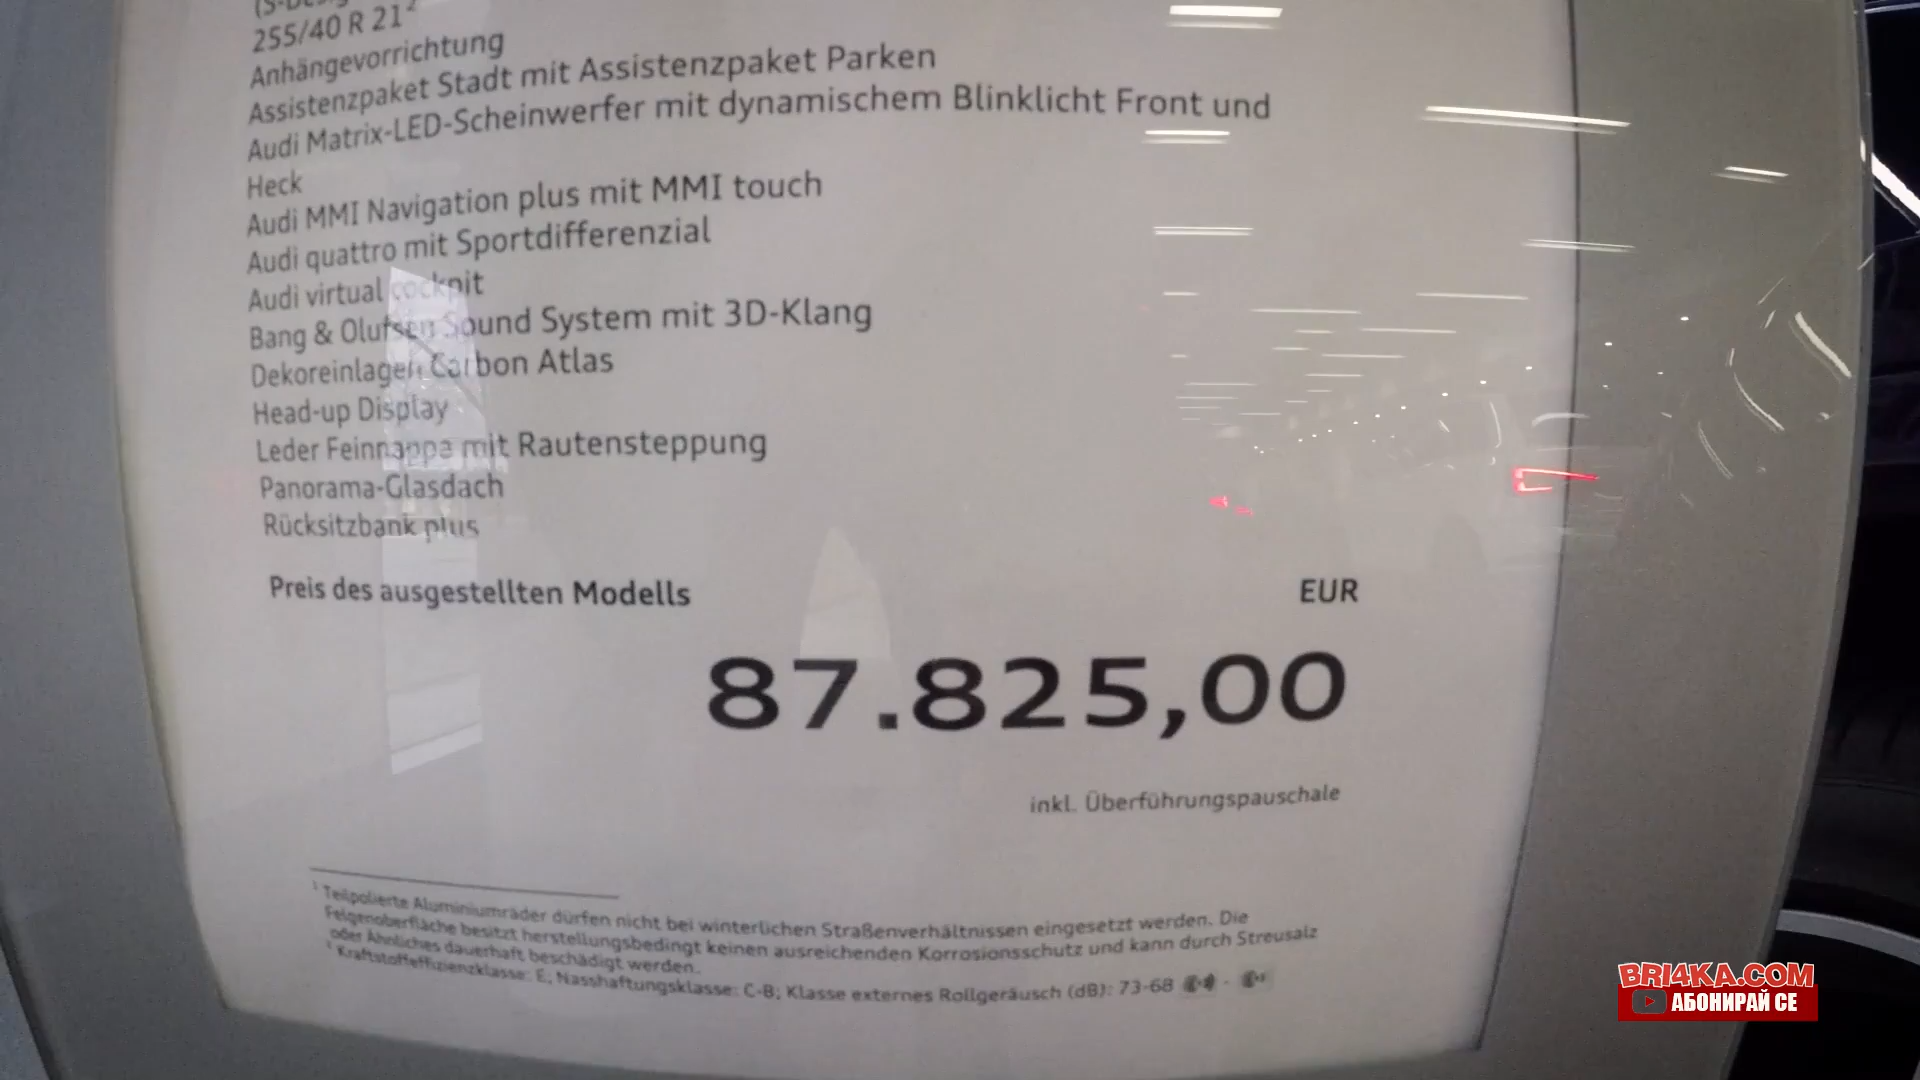 255/40 R 21²
Anhängevorrichtung
Assistenzpaket Stadt mit Assistenzpaket Parken
Audi Matrix-LED-Scheinwerfer mit dynamischem Blinklicht Front und
Heck
Audi MMI Navigation plus mit MMI touch
Audi quattro mit Sportdifferenzial
Audi virtual cockpit
Bang & Olufsen Sound System mit 3D-Klang
Dekoreinlagen Carbon Atlas
Head-up Display
Leder Feinnappa mit Rautensteppung
Panorama-Glasdach
Rücksitzbank plus
Preis des ausgestellten Modells EUR
87.825,00
inkl. Überführungspauschale
¹ Teilpolierte Aluminiumräder dürfen nicht bei winterlichen Straßenverhältnissen eingesetzt werden. Die
Felgenoberfläche besitzt herstellungsbedingt keinen ausreichenden Korrosionsschutz und kann durch Streusalz
oder Ähnliches dauerhaft beschädigt werden.
Kraftstoffeffizienzklasse: E; Nasshaftungsklasse: C-B; Klasse externes Rollgeräusch (dB): 73-68
BRI4KA.COM
АБОНИРАЙ СЕ